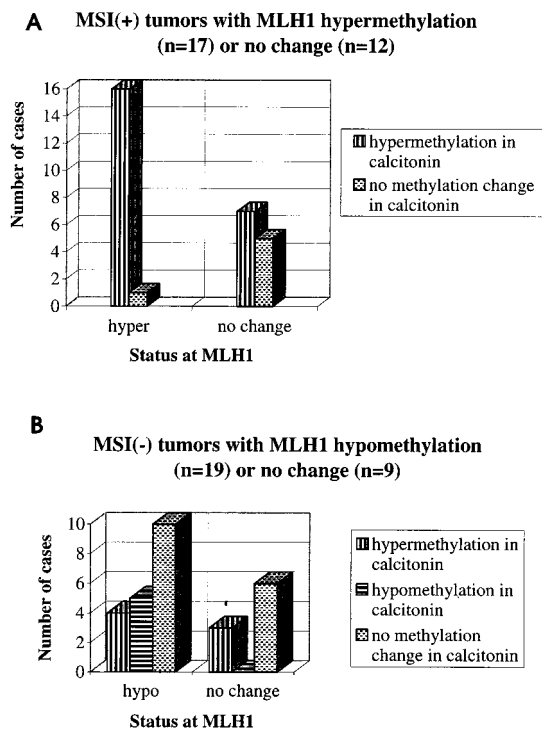 A
MSI(+) tumors with MLH1 hypermethylation
(n=17) or no change (n=12)
Number of cases
16
14
12
10
8
6
4
2
0
hyper
no change
Status at MLH1
hypermethylation in
calcitonin
no methylation change
in calcitonin
B
MSI(-) tumors with MLH1 hypomethylation
(n=19) or no change (n=9)
Number of cases
10
8
6
4
2
0
hypo
no change
Status at MLH1
hypermethylation in
calcitonin
hypomethylation in
calcitonin
no methylation
change in calcitonin